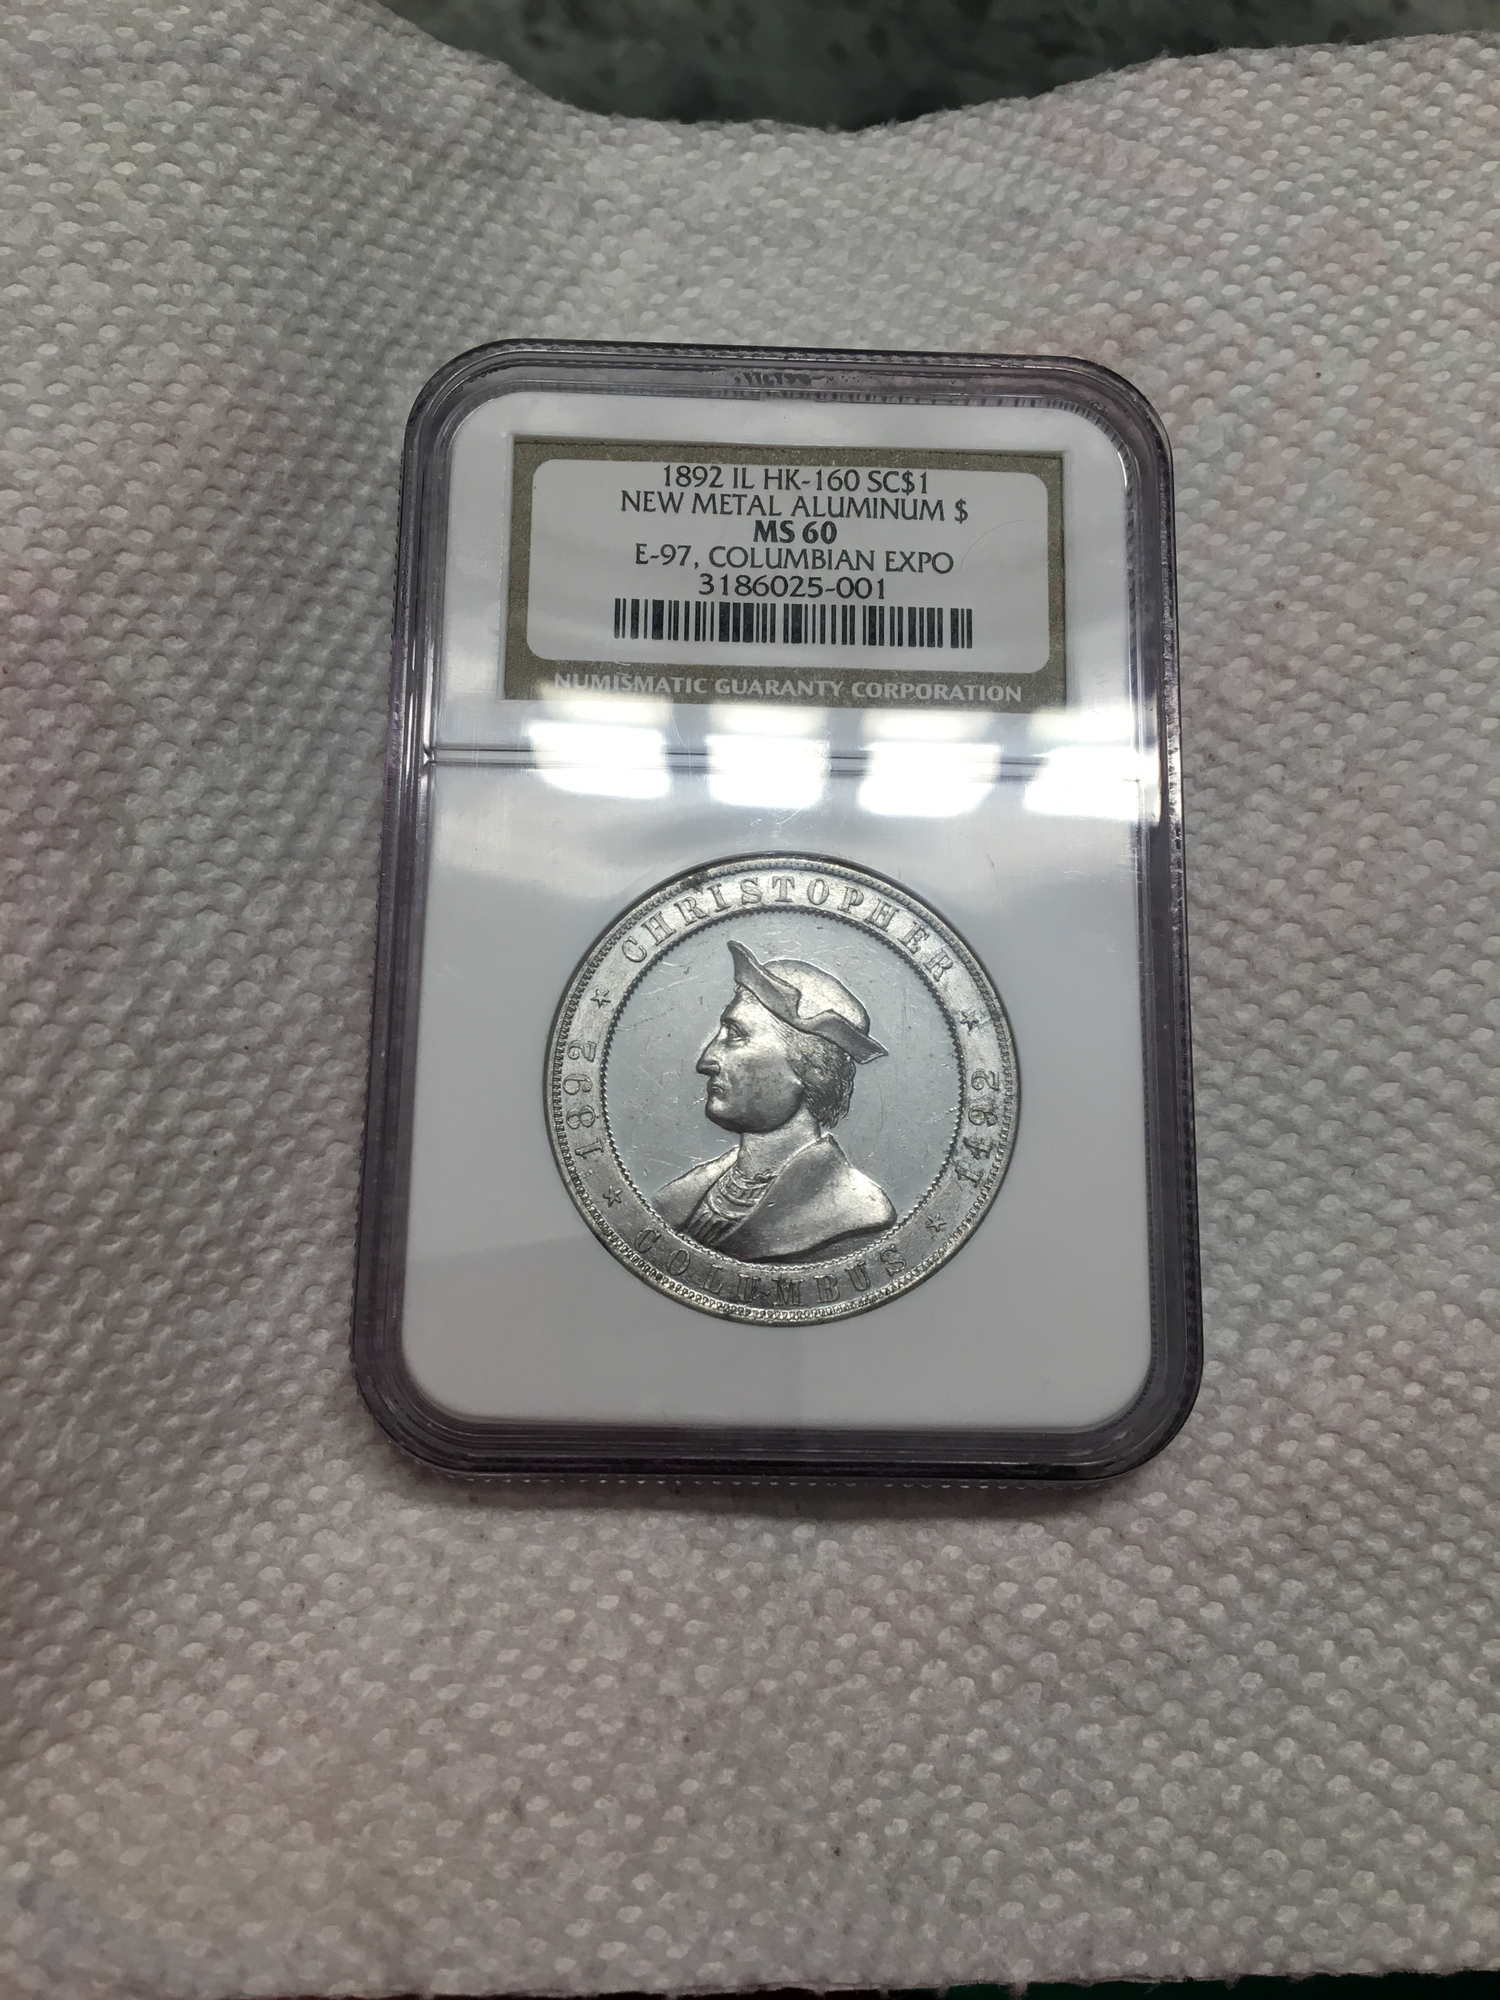 1892 IL HK-160 SC$1
NEW METAL ALUMINUM $
MS 60
E-97, COLUMBIAN EXPO
3186025-001
NUMISMATIC GUARANTY CORPORATION
CHRISTOPHER
1892
1492
COLUMBUS